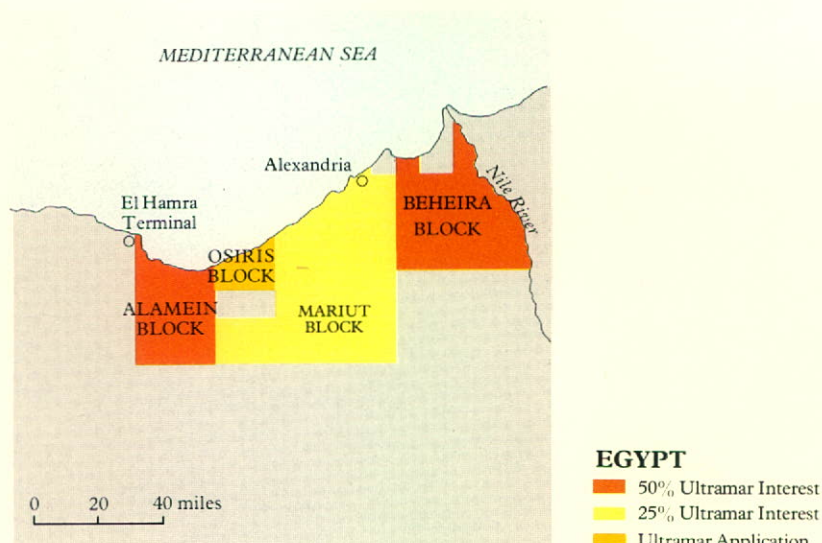 MEDITERRANEAN SEA
Alexandria
El Hamra
Terminal
Nile River
BEHEIRA
BLOCK
OSIRIS
BLOCK
ALAMEIN
BLOCK
MARIUT
BLOCK
0 20 40 miles
EGYPT
50% Ultramar Interest
25% Ultramar Interest
Ultramar Application